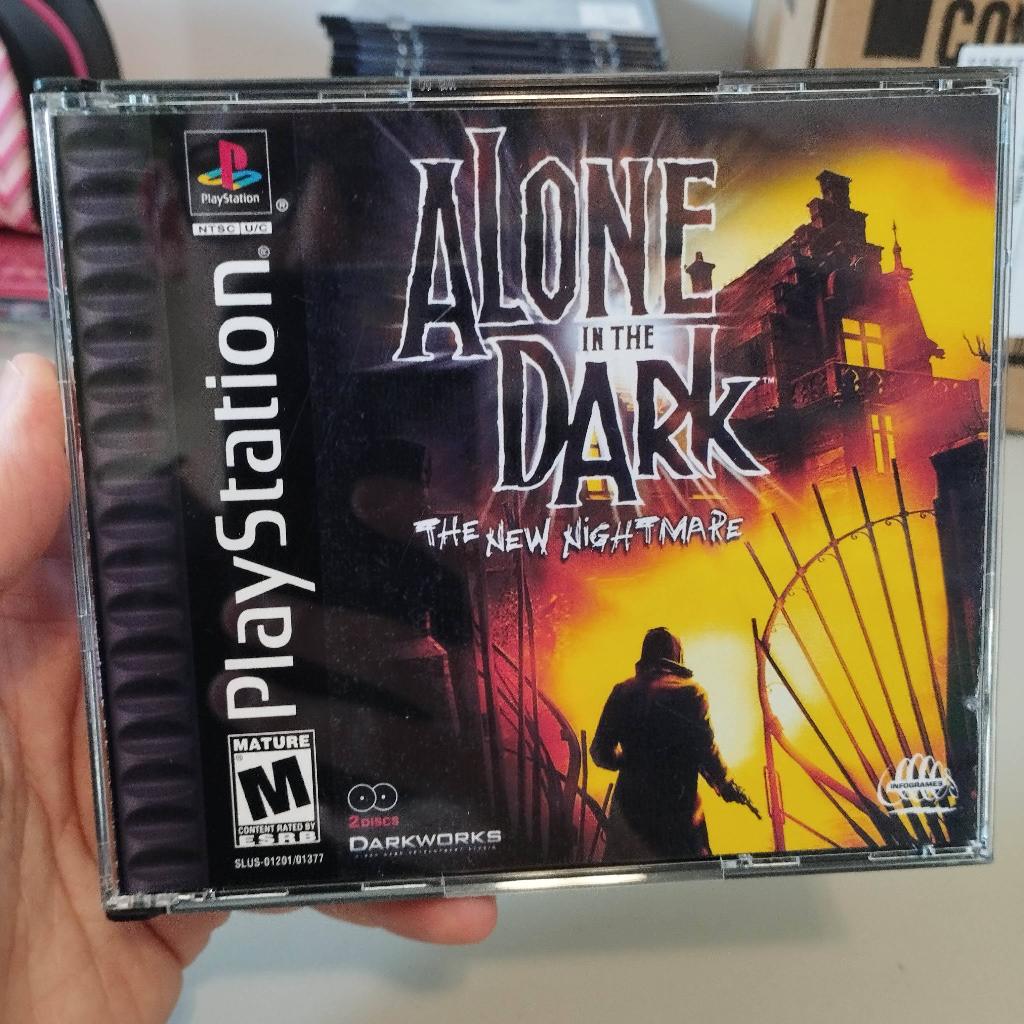 PlayStation
®
NTSC U/C
PlayStation®
ALONE
IN THE
DARK™
THE NEW NIGHTMARE
MATURE
M
®
CONTENT RATED BY
ESRB
SLUS-01201/01377
2 DISCS
DARKWORKS
INFOGRAMES